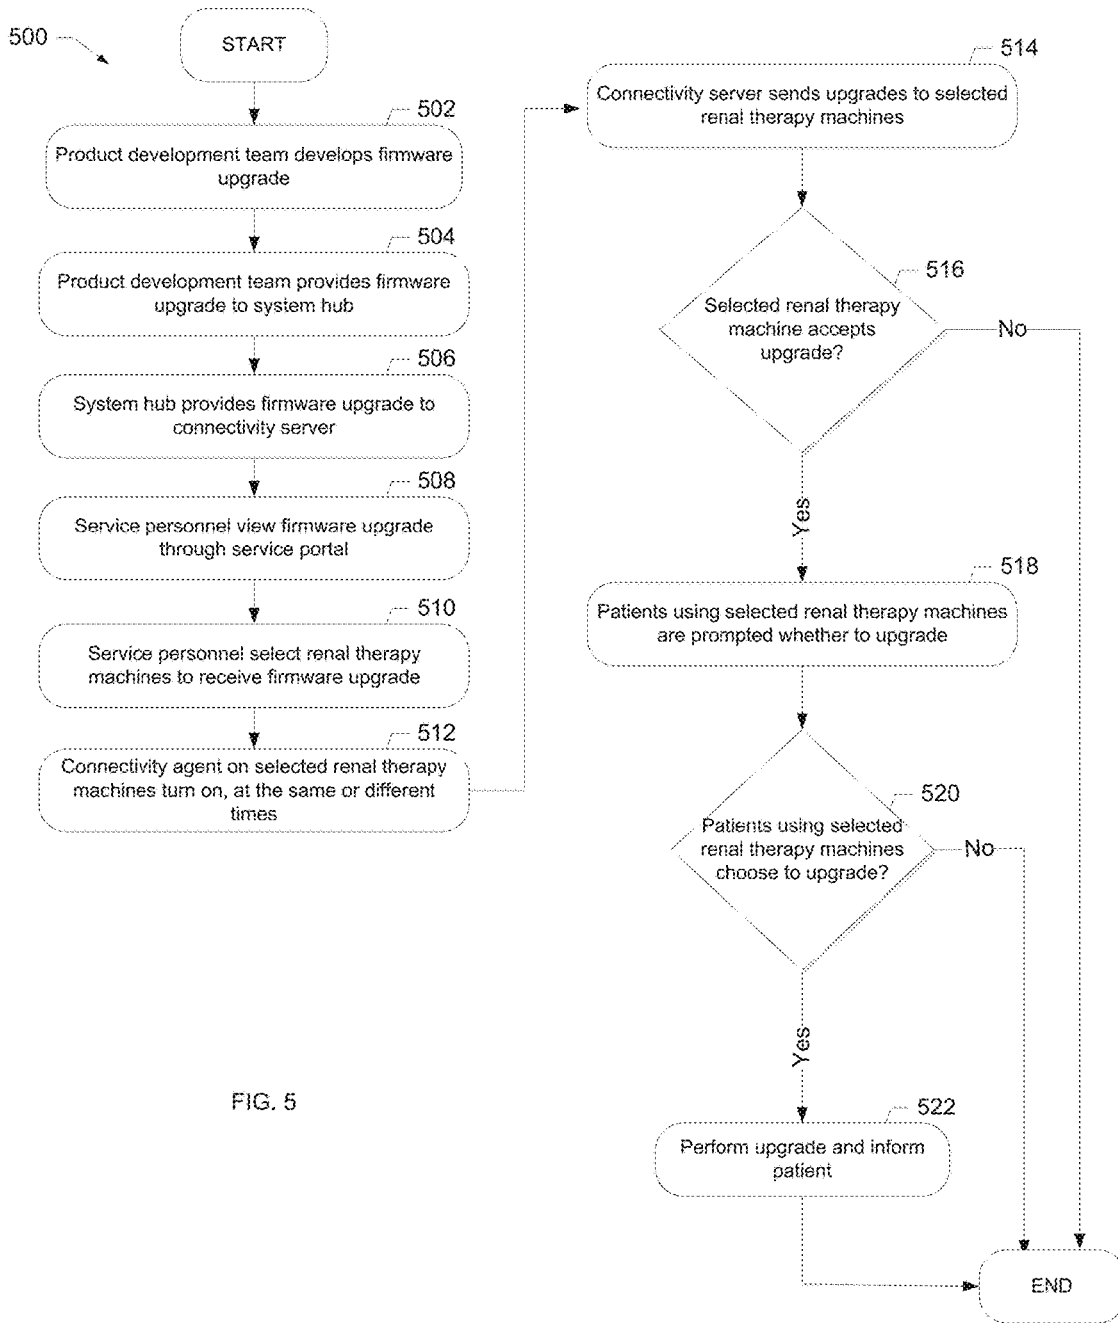 500
START
502
Product development team develops firmware
upgrade
504
Product development team provides firmware
upgrade to system hub
506
System hub provides firmware upgrade to
connectivity server
508
Service personnel view firmware upgrade
through service portal
510
Service personnel select renal therapy
machines to receive firmware upgrade
512
Connectivity agent on selected renal therapy
machines turn on, at the same or different
times
514
Connectivity server sends upgrades to selected
renal therapy machines
516
Selected renal therapy
machine accepts
upgrade?
No
Yes
518
Patients using selected renal therapy machines
are prompted whether to upgrade
520
Patients using selected
renal therapy machines
choose to upgrade?
No
Yes
522
Perform upgrade and inform
patient
END
FIG. 5